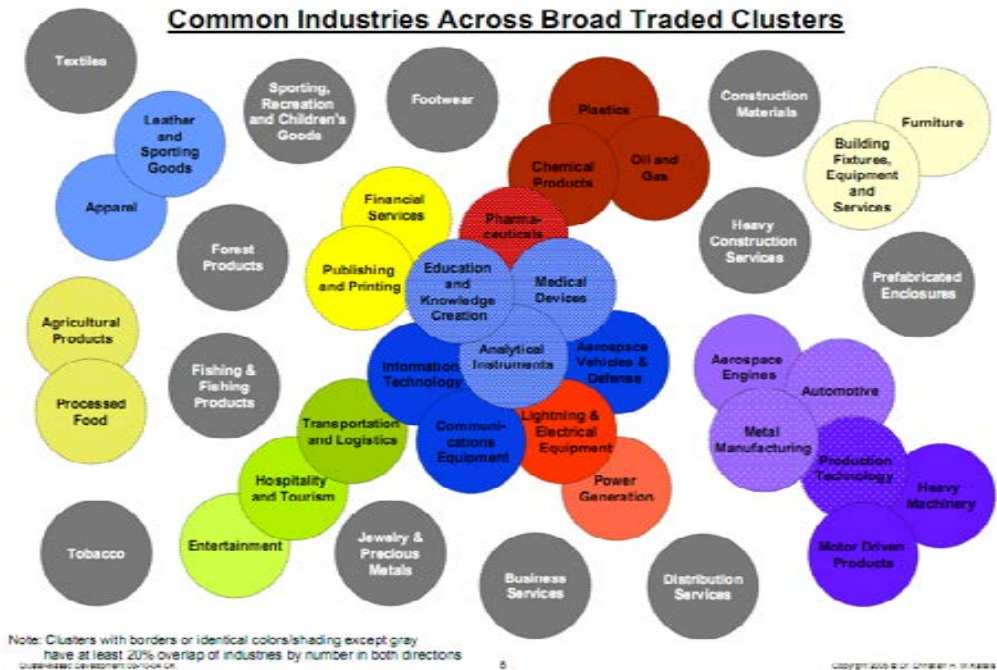 Common Industries Across Broad Traded Clusters
Textiles
Leather
and
Sporting
Goods
Apparel
Sporting,
Recreation
and Children's
Goods
Footwear
Plastics
Chemical
Products
Oil and
Gas
Construction
Materials
Furniture
Building
Fixtures,
Equipment
and
Services
Financial
Services
Publishing
and Printing
Pharma-
ceuticals
Education
and
Knowledge
Creation
Medical
Devices
Forest
Products
Heavy
Construction
Services
Prefabricated
Enclosures
Agricultural
Products
Processed
Food
Fishing &
Fishing
Products
Information
Technology
Analytical
Instruments
Aerospace
Vehicles &
Defense
Aerospace
Engines
Automotive
Transportation
and Logistics
Communi-
cations
Equipment
Lightning &
Electrical
Equipment
Metal
Manufacturing
Production
Technology
Heavy
Machinery
Hospitality
and Tourism
Power
Generation
Tobacco
Entertainment
Jewelry &
Precious
Metals
Business
Services
Distribution
Services
Motor Driven
Products
Note: Clusters with borders or identical colors/shading except gray
have at least 20% overlap of industries by number in both directions
8